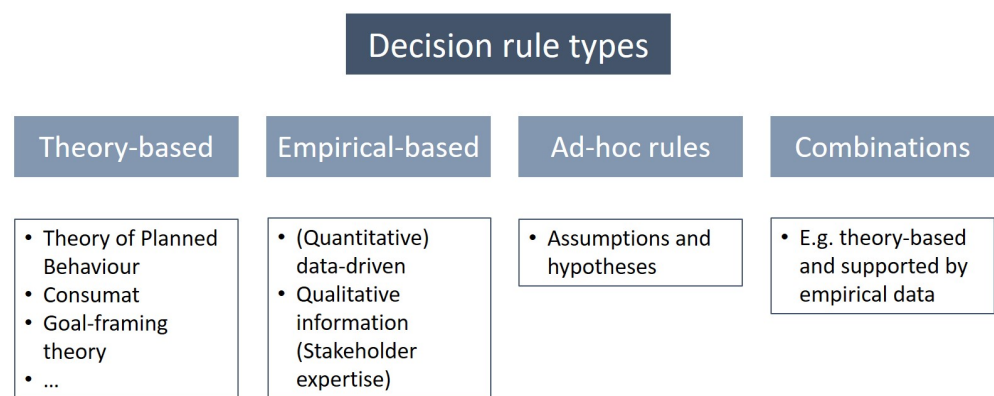 Decision rule types
Theory-based
Empirical-based
Ad-hoc rules
Combinations
• Theory of Planned
Behaviour
• Consumat
• Goal-framing
theory
• ...
• (Quantitative)
data-driven
• Qualitative
information
(Stakeholder
expertise)
• Assumptions and
hypotheses
• E.g. theory-based
and supported by
empirical data